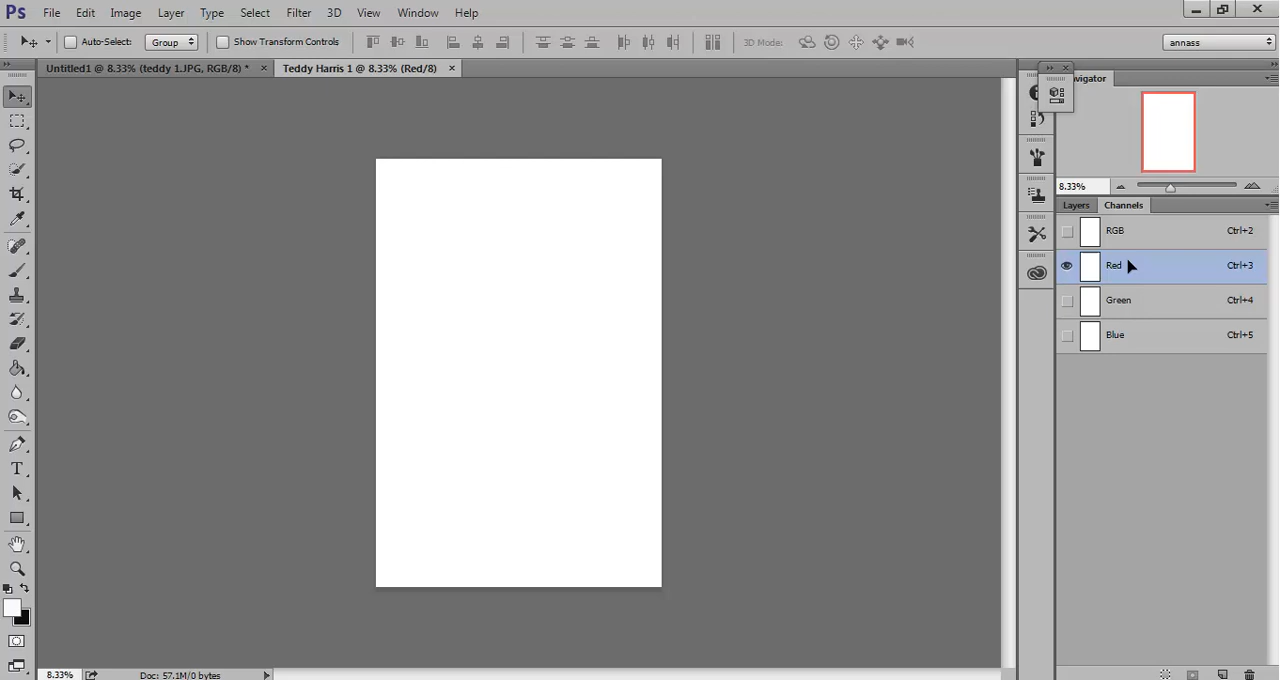 Ps File Edit Image Layer Type Select Filter 3D View Window Help
Auto-Select: Group Show Transform Controls 3D Mode: annass
Untitled1 @ 8.33% (teddy 1.JPG, RGB/8) * × Teddy Harris 1 @ 8.33% (Red/8) ×
avigator
8.33%
Layers Channels
RGB Ctrl+2
Red Ctrl+3
Green Ctrl+4
Blue Ctrl+5
8.33% Doc: 57.1M/0 bytes